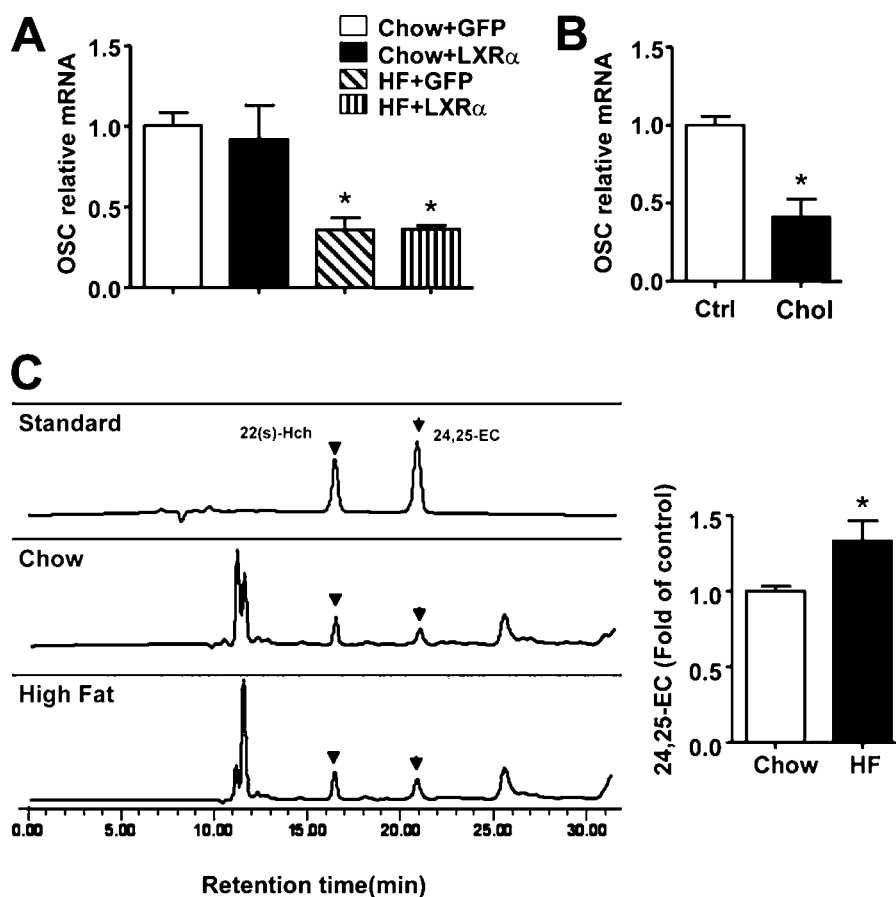 A
Chow+GFP
Chow+LXRα
HF+GFP
HF+LXRα
OSC relative mRNA
1.5
1.0
0.5
0.0
*
*
B
OSC relative mRNA
1.5
1.0
0.5
0.0
*
Ctrl
Chol
C
Standard
22(s)-Hch
24,25-EC
Chow
High Fat
0.00
5.00
10.00
15.00
20.00
25.00
30.00
Retention time(min)
24,25-EC (Fold of control)
1.5
1.0
0.5
0.0
*
Chow
HF